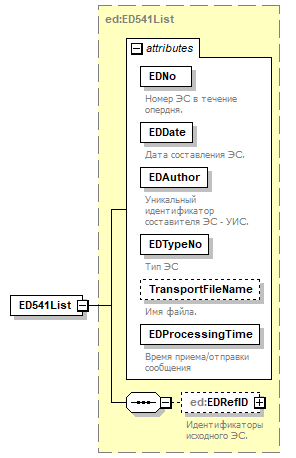 ed:ED541List
attributes
EDNo
Номер ЭС в течение
опердня.
EDDate
Дата составления ЭС.
EDAuthor
Уникальный
идентификатор
составителя ЭС - УИС.
EDTypeNo
Тип ЭС
ED541List
TransportFileName
Имя файла.
EDProcessingTime
Время приема/отправки
сообщения
ed:EDRefID
Идентификаторы
исходного ЭС.